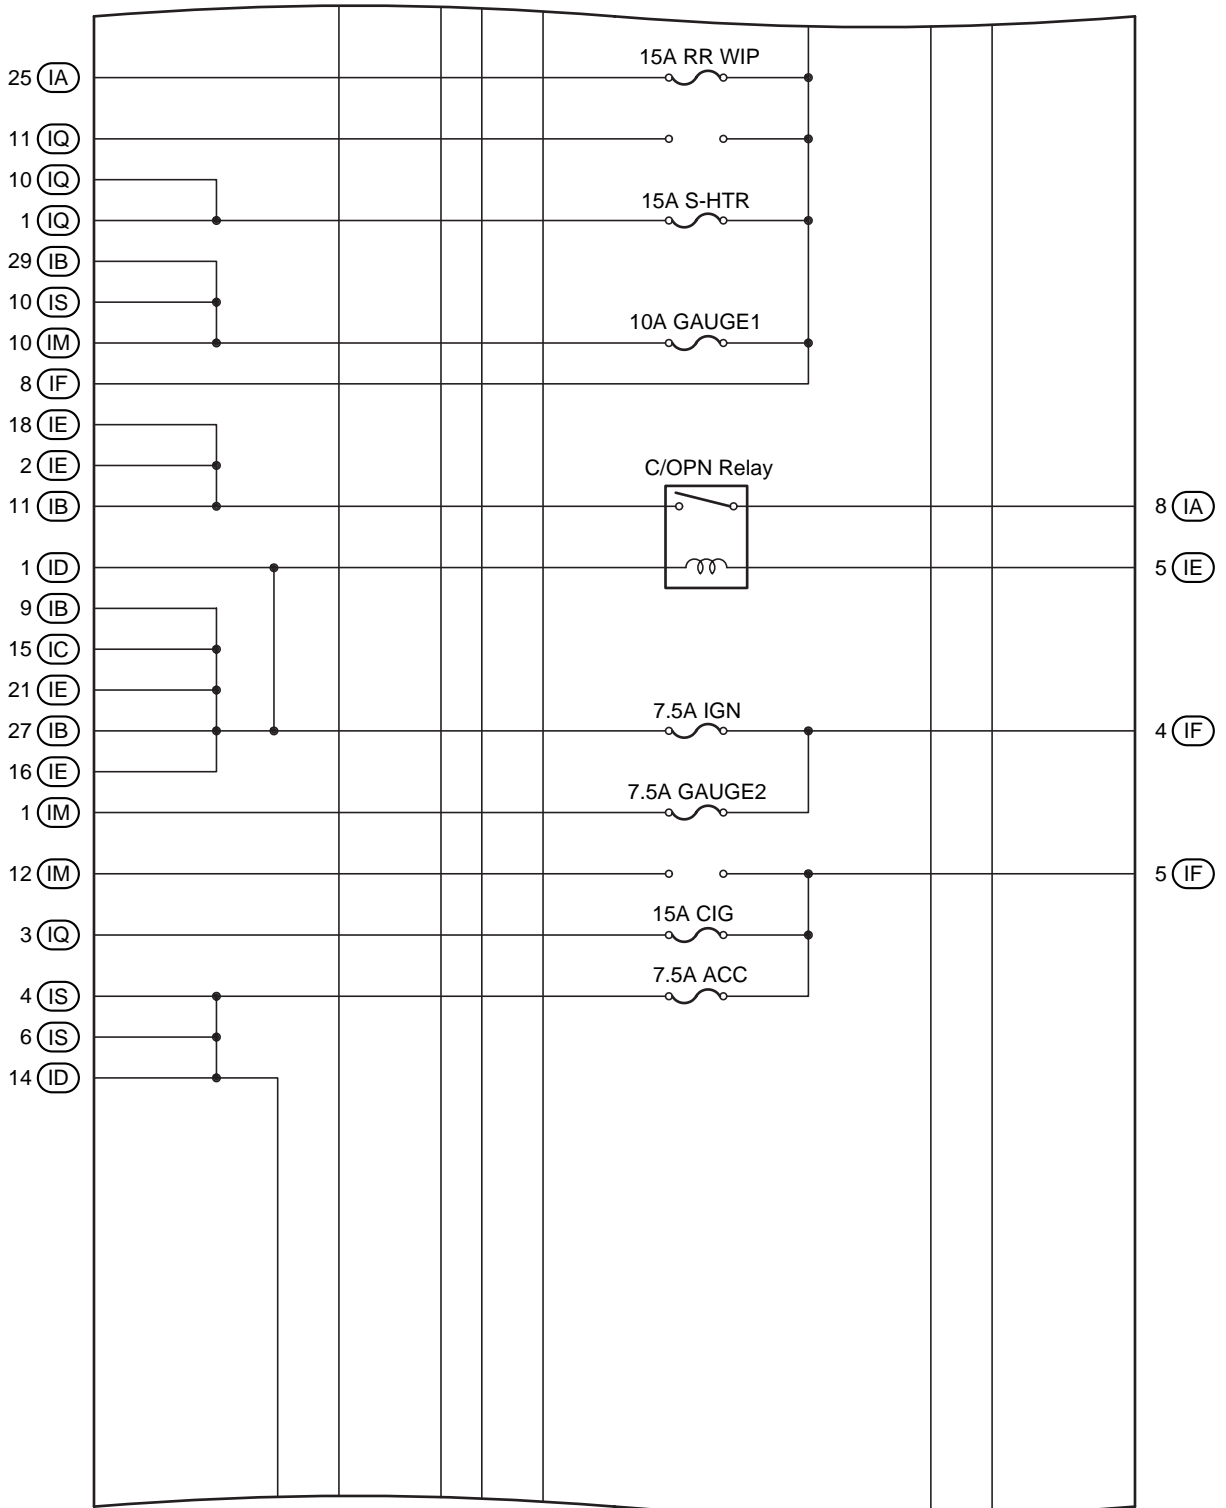 15A RR WIP
25 IA
11 IQ
10 IQ
15A S-HTR
1 IQ
29 IB
10 IS
10A GAUGE1
10 IM
8 IF
18 IE
2 IE
C/OPN Relay
11 IB
8 IA
1 ID
5 IE
9 IB
15 IC
21 IE
7.5A IGN
27 IB
4 IF
16 IE
7.5A GAUGE2
1 IM
12 IM
5 IF
15A CIG
3 IQ
7.5A ACC
4 IS
6 IS
14 ID